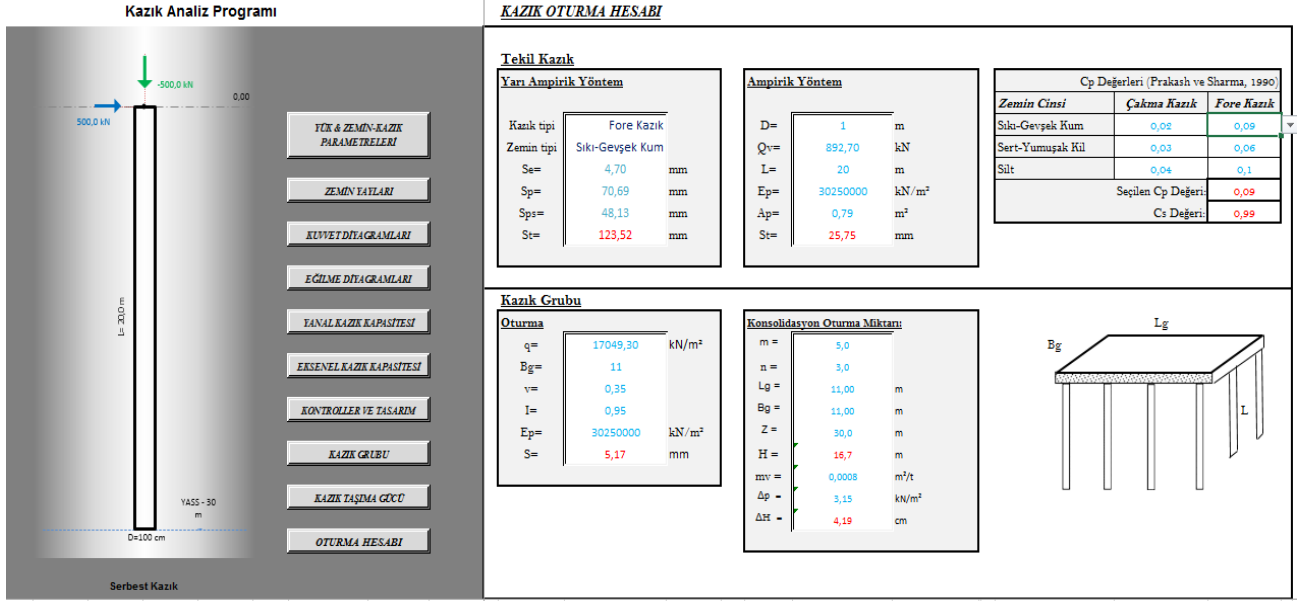 Kazık Analiz Programı
-500,0 kN
0,00
500,0 kN
L= 20,0 m
YASS - 30
m
D=100 cm
Serbest Kazık
YÜK & ZEMİN-KAZIK
PARAMETRELERİ
ZEMİN YAYLARI
KUVVET DİYAGRAMLARI
EĞİLME DİYAGRAMLARI
YANAL KAZIK KAPASİTESİ
EKSENEL KAZIK KAPASİTESİ
KONTROLLER VE TASARIM
KAZIK GRUBU
KAZIK TAŞIMA GÜCÜ
OTURMA HESABI
KAZIK OTURMA HESABI
Tekil Kazık
Yarı Ampirik Yöntem
Kazık tipi Fore Kazık
Zemin tipi Sıkı-Gevşek Kum
Se= 4,70 mm
Sp= 70,69 mm
Sps= 48,13 mm
St= 123,52 mm
Ampirik Yöntem
D= 1 m
Qv= 892,70 kN
L= 20 m
Ep= 30250000 kN/m²
Ap= 0,79 m²
St= 25,75 mm
Cp Değerleri (Prakash ve Sharma, 1990)
Zemin Cinsi Çakma Kazık Fore Kazık
Sıkı-Gevşek Kum 0,02 0,09
Sert-Yumuşak Kil 0,03 0,06
Silt 0,04 0,1
Seçilen Cp Değeri: 0,09
Cs Değeri: 0,99
Kazık Grubu
Oturma
q= 17049,30 kN/m²
Bg= 11
v= 0,35
I= 0,95
Ep= 30250000 kN/m²
S= 5,17 mm
Konsolidasyon Oturma Miktarı:
m = 5,0
n = 3,0
Lg = 11,00 m
Bg = 11,00 m
Z = 30,0 m
H = 16,7 m
mv = 0,0008 m²/t
Δp = 3,15 kN/m²
ΔH = 4,19 cm
Lg
Bg
L